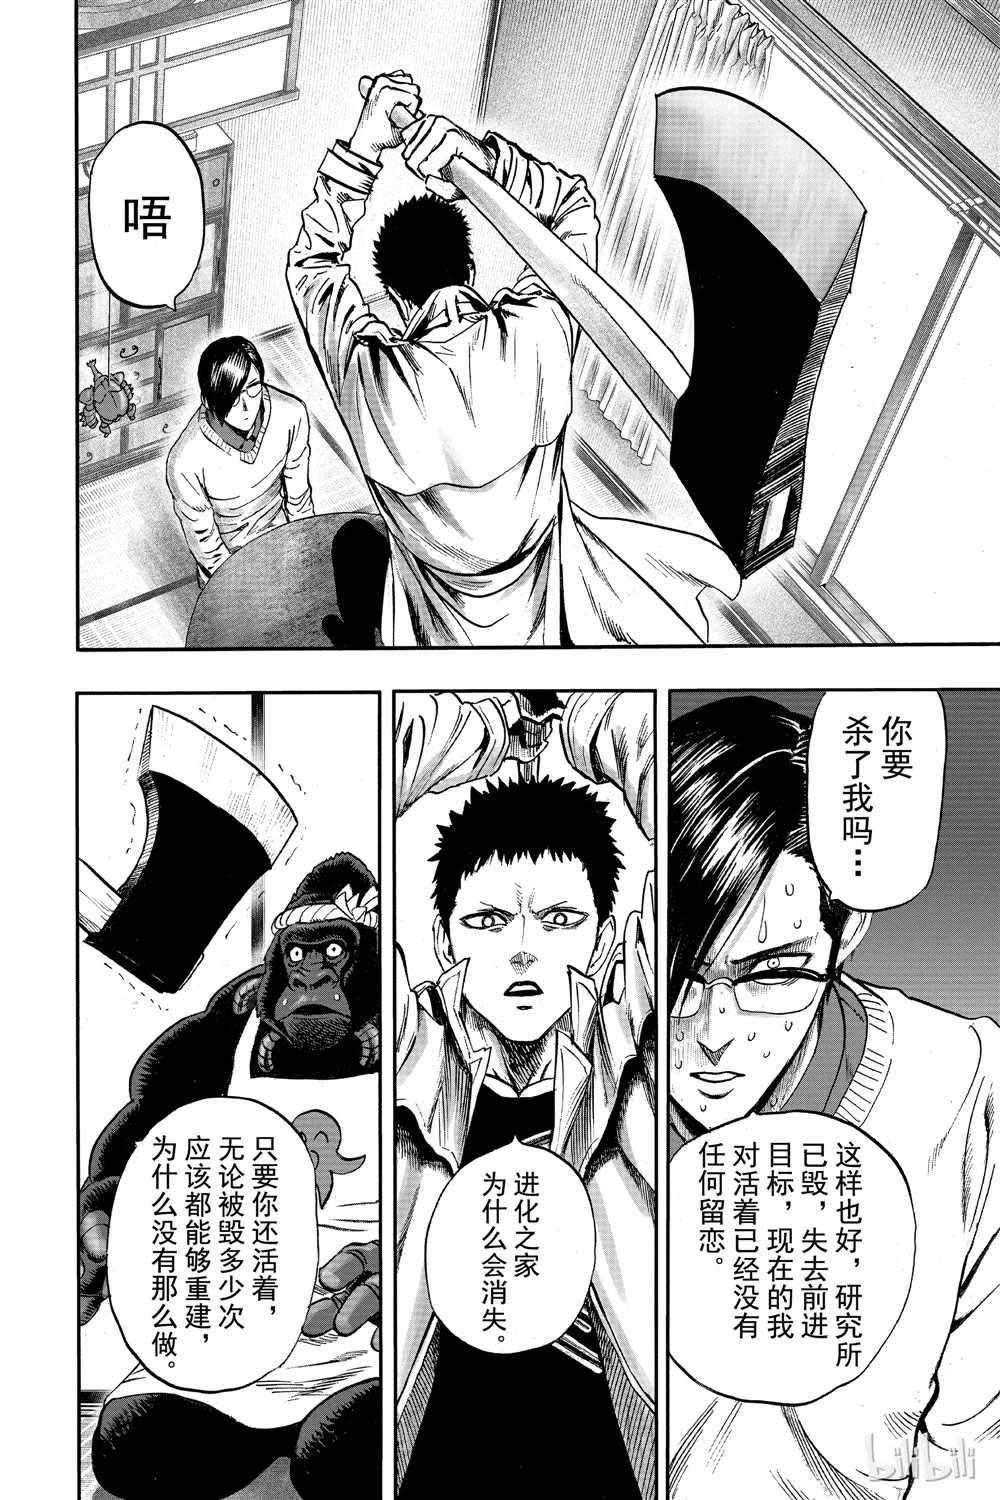 唔
你要
杀了我吗…
这样也好，研究所
已毁，失去前进
目标，现在的我
对活着已经没有
任何留恋。
进化之家
为什么会消失。
只要你还活着，
无论被毁多少次
应该都能够重建，
为什么没有那么做。
bilibili